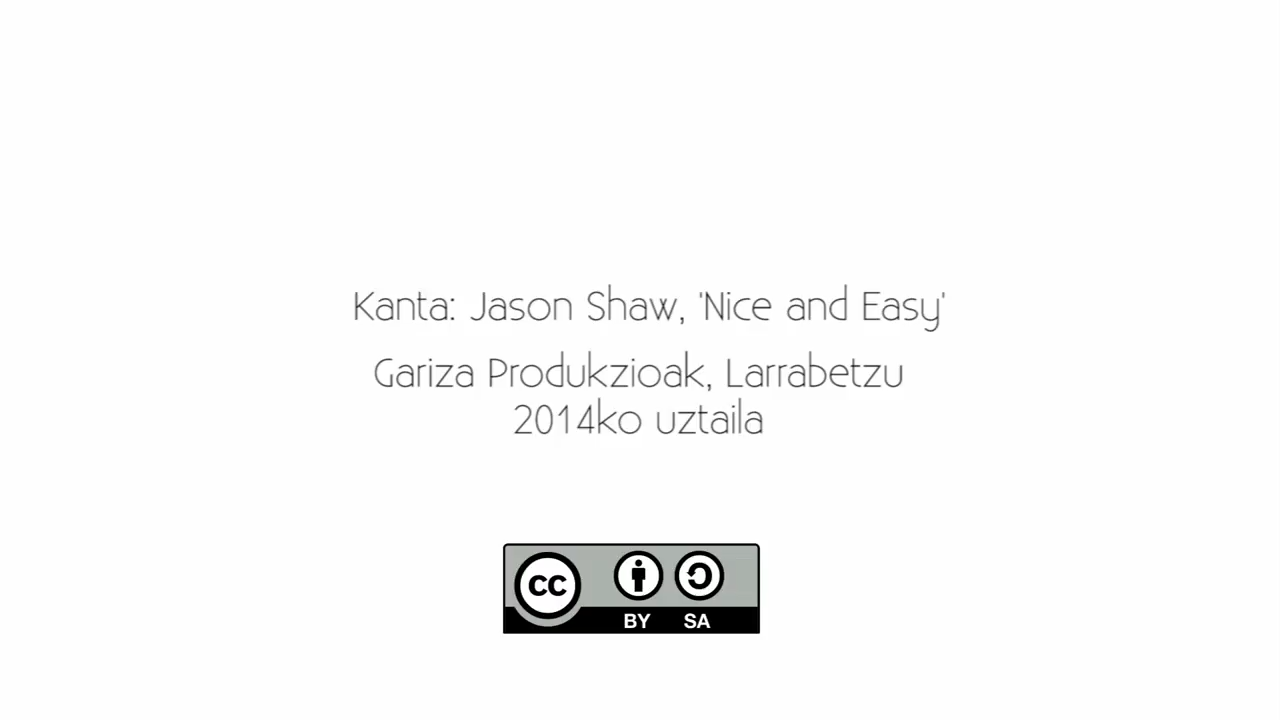 Kanta: Jason Shaw, 'Nice and Easy'
Gariza Produkzioak, Larrabetzu
2014ko uztaila
cc
BY SA